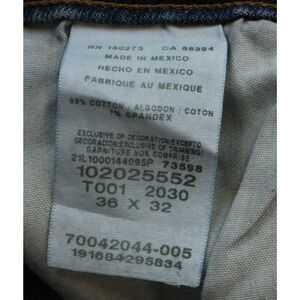 RN 130273 CA 55394
MADE IN MEXICO
HECHO EN MEXICO
FABRIQUE AU MEXIQUE
99% COTTON / ALGODON / COTON
1% SPANDEX
EXCLUSIVE OF DECORATION/EXCEPTO
DECORACION/EXCLUSIVE OF TRIMMING/
GARNITURE NON COMPRISE
21L100014409SP 73598
102025552
T001 2030
36 X 32
70042044-005
191684295834